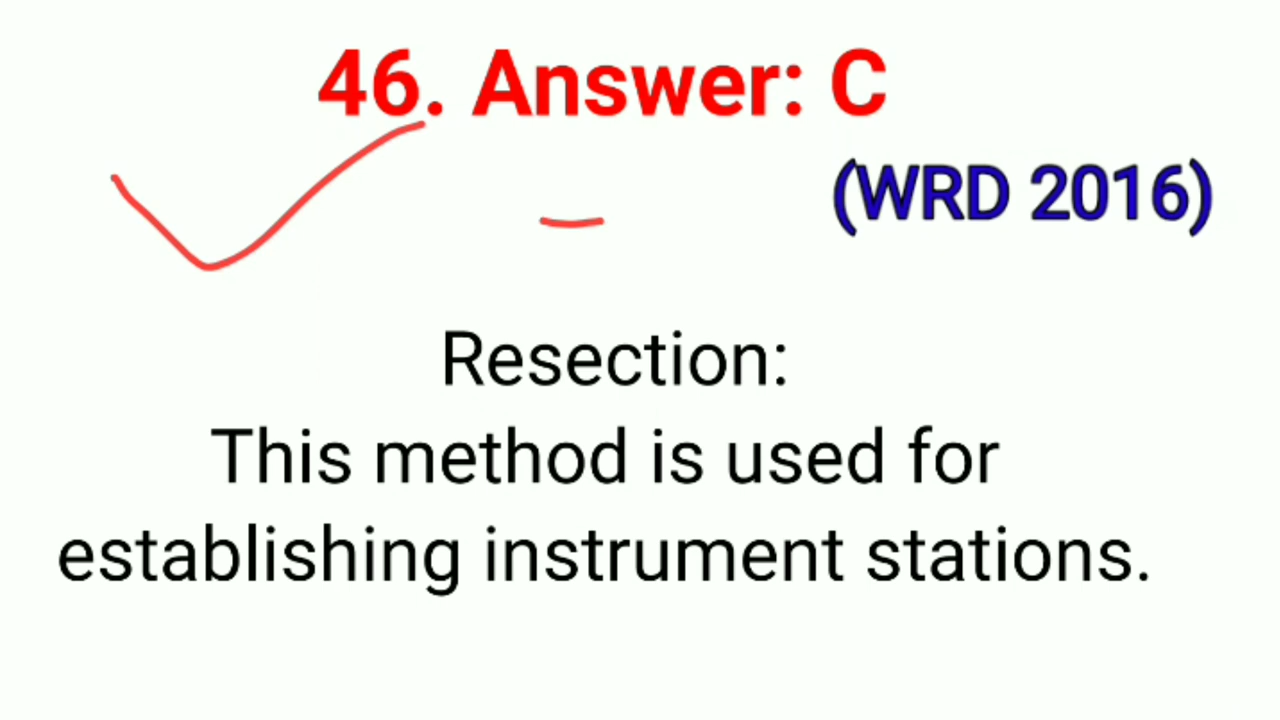 46. Answer: C
(WRD 2016)
Resection:
This method is used for
establishing instrument stations.